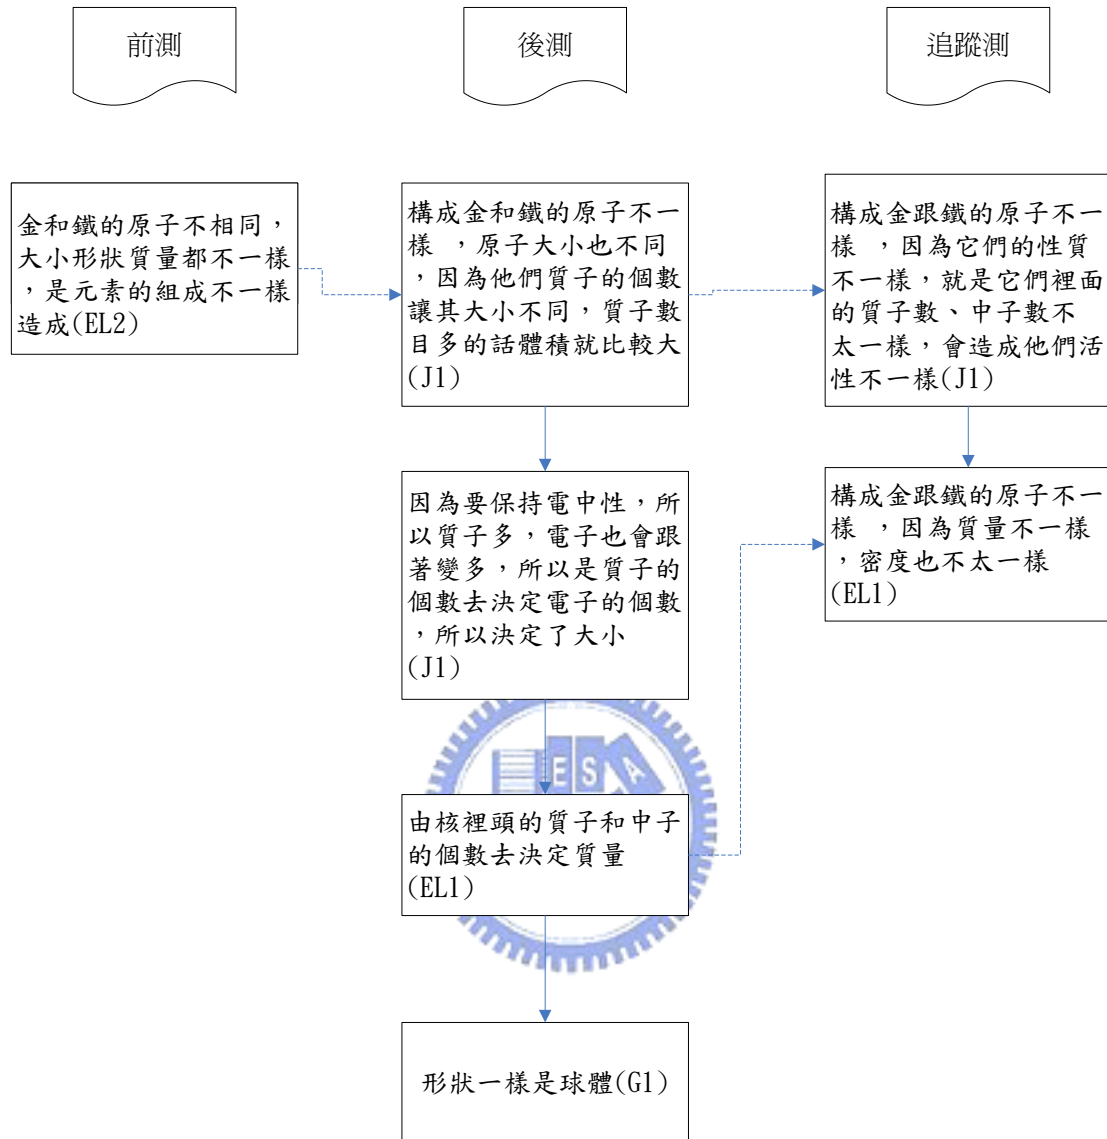 前測
後測
追蹤測
金和鐵的原子不相同，
大小形狀質量都不一樣
，是元素的組成不一樣
造成(EL2)
構成金和鐵的原子不一
樣 ，原子大小也不同
，因為他們質子的個數
讓其大小不同，質子數
目多的話體積就比較大
(J1)
因為要保持電中性，所
以質子多，電子也會跟
著變多，所以是質子的
個數去決定電子的個數
，所以決定了大小
(J1)
由核裡頭的質子和中子
的個數去決定質量
(EL1)
形狀一樣是球體(G1)
構成金跟鐵的原子不一
樣 ，因為它們的性質
不一樣，就是它們裡面
的質子數、中子數不
太一樣，會造成他們活
性不一樣(J1)
構成金跟鐵的原子不一
樣 ，因為質量不一樣
，密度也不太一樣
(EL1)
ESA